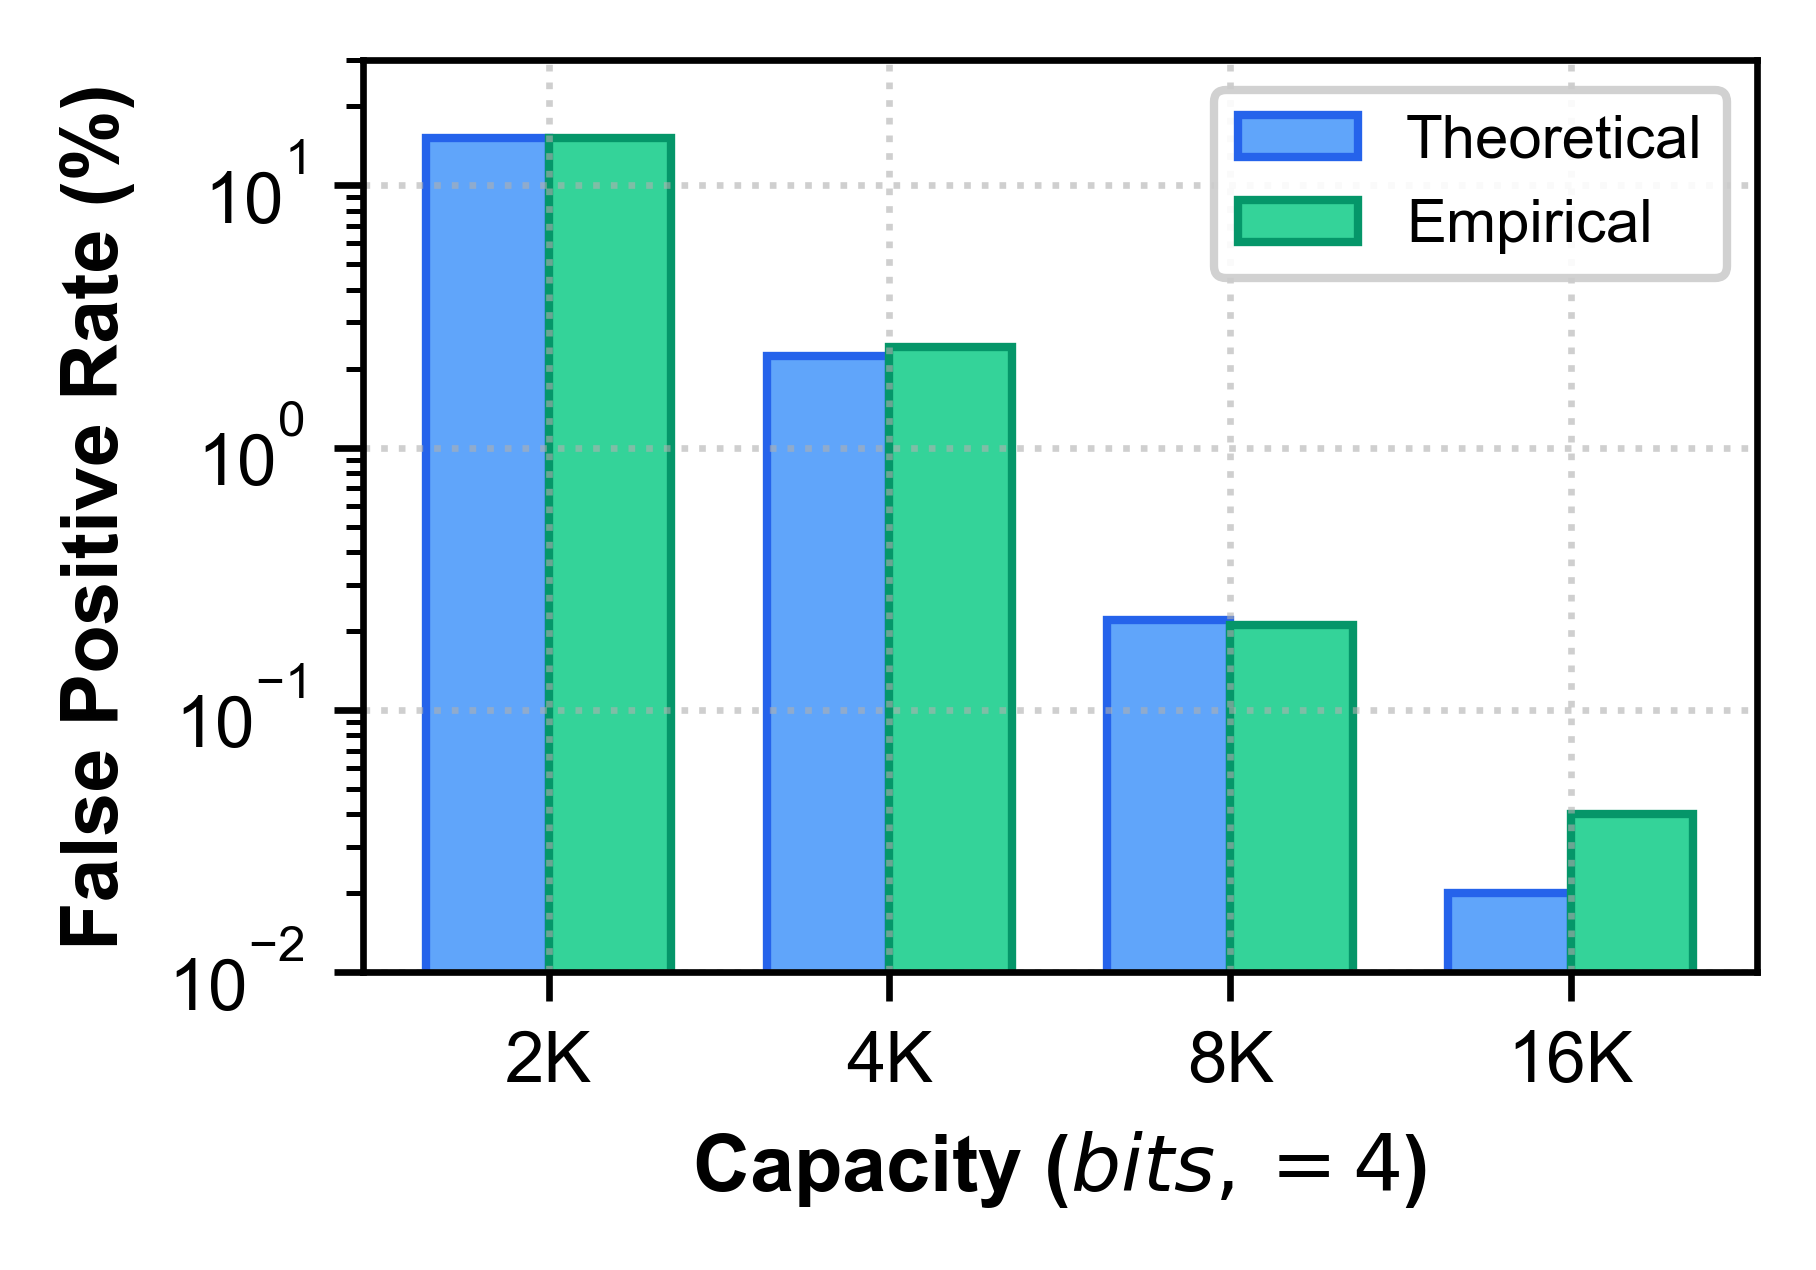 False Positive Rate (%)
10^1
10^0
10^−1
10^−2
Theoretical
Empirical
2K 4K 8K 16K
Capacity (bits, = 4)